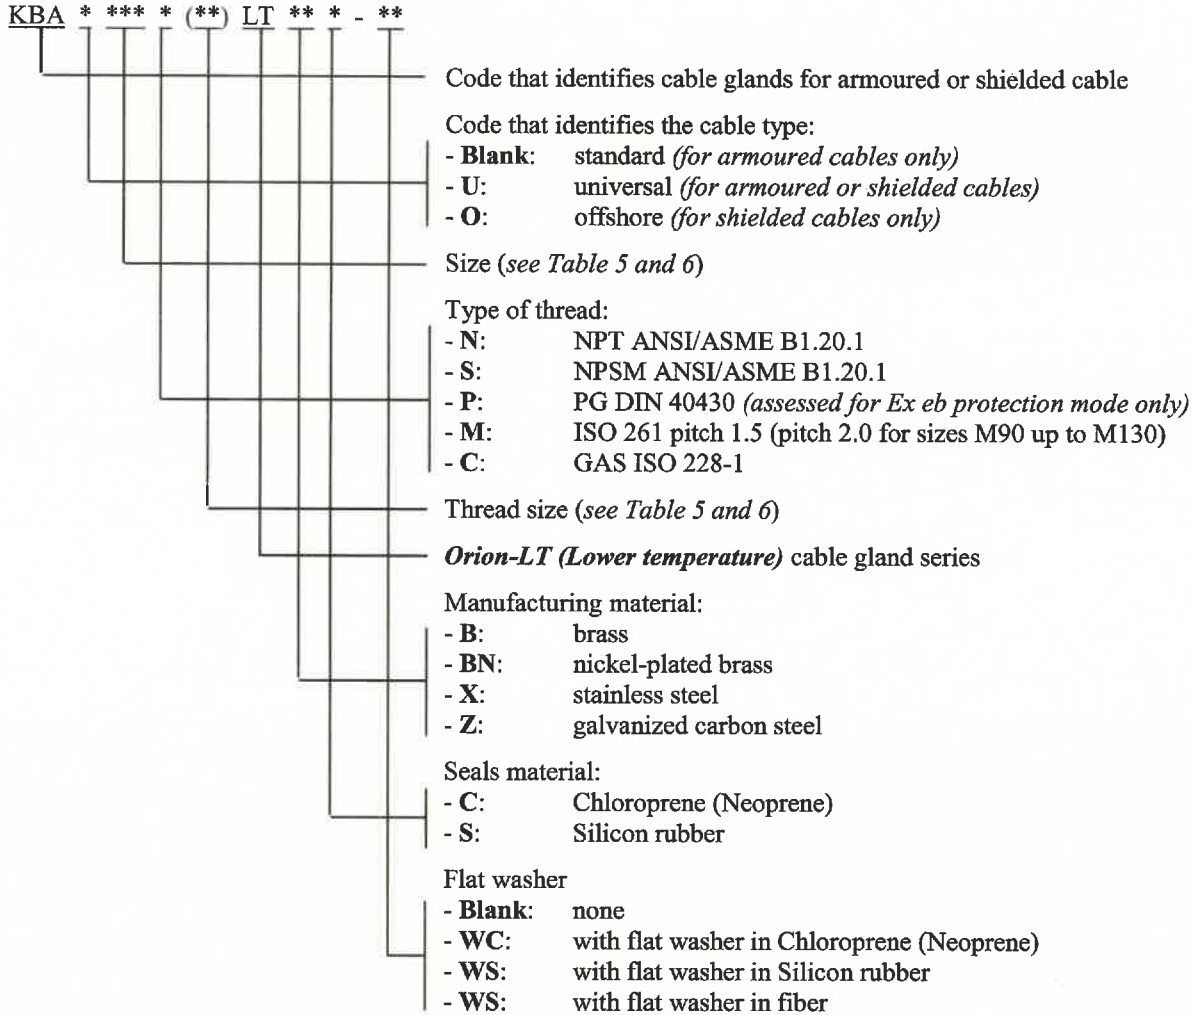 KBA * *** * (**) LT ** * - **
Code that identifies cable glands for armoured or shielded cable
Code that identifies the cable type:
- Blank: standard (for armoured cables only)
- U: universal (for armoured or shielded cables)
- O: offshore (for shielded cables only)
Size (see Table 5 and 6)
Type of thread:
- N: NPT ANSI/ASME B1.20.1
- S: NPSM ANSI/ASME B1.20.1
- P: PG DIN 40430 (assessed for Ex eb protection mode only)
- M: ISO 261 pitch 1.5 (pitch 2.0 for sizes M90 up to M130)
- C: GAS ISO 228-1
Thread size (see Table 5 and 6)
Orion-LT (Lower temperature) cable gland series
Manufacturing material:
- B: brass
- BN: nickel-plated brass
- X: stainless steel
- Z: galvanized carbon steel
Seals material:
- C: Chloroprene (Neoprene)
- S: Silicon rubber
Flat washer
- Blank: none
- WC: with flat washer in Chloroprene (Neoprene)
- WS: with flat washer in Silicon rubber
- WS: with flat washer in fiber